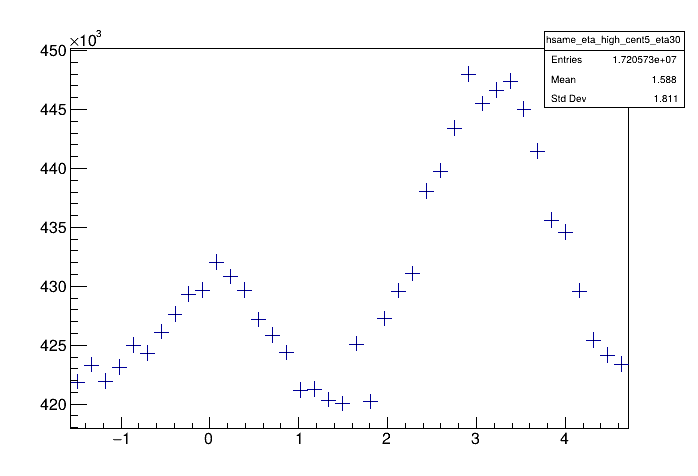 ×10³
hsame_eta_high_cent5_eta30
Entries 1.720573e+07
Mean 1.588
Std Dev 1.811
450
445
440
435
430
425
420
−1 0 1 2 3 4